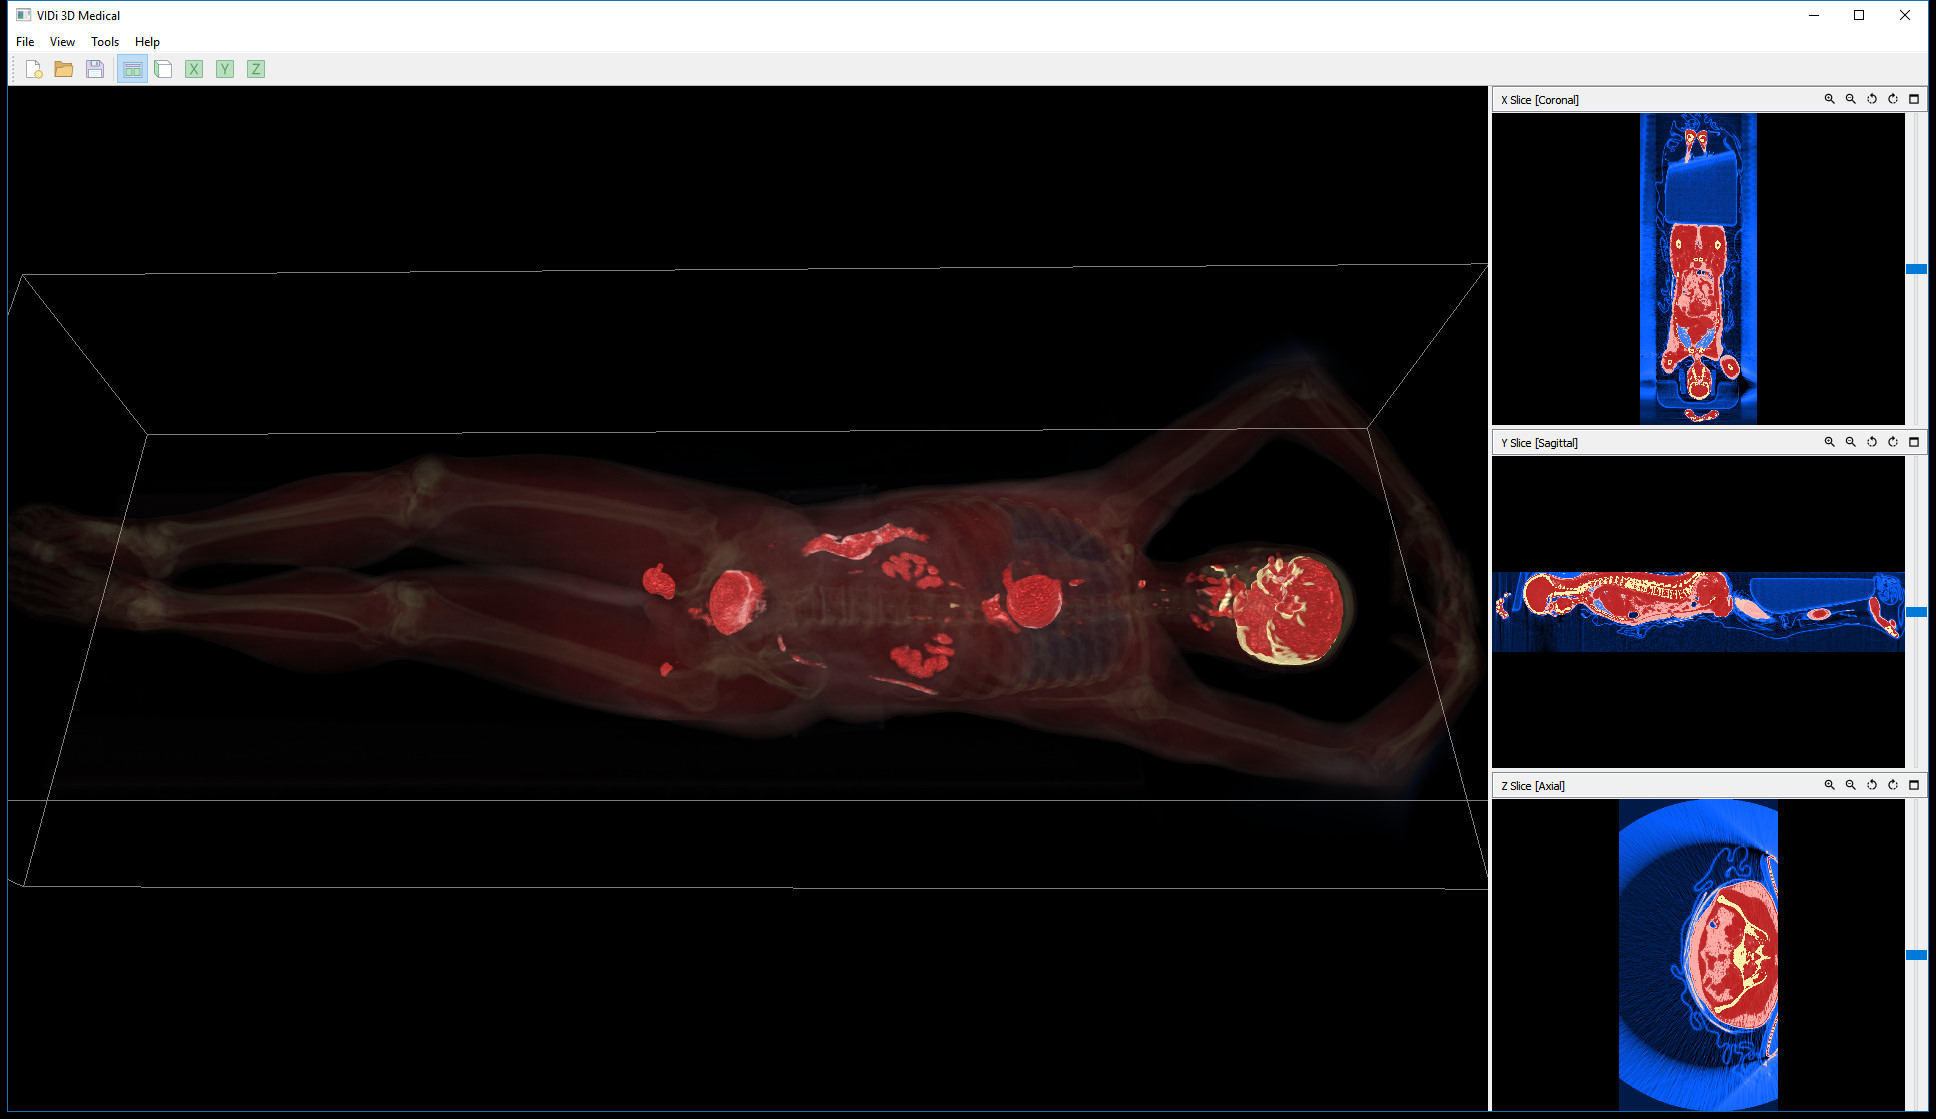 VIDi 3D Medical
File View Tools Help
X Y Z
X Slice [Coronal]
Y Slice [Sagittal]
Z Slice [Axial]